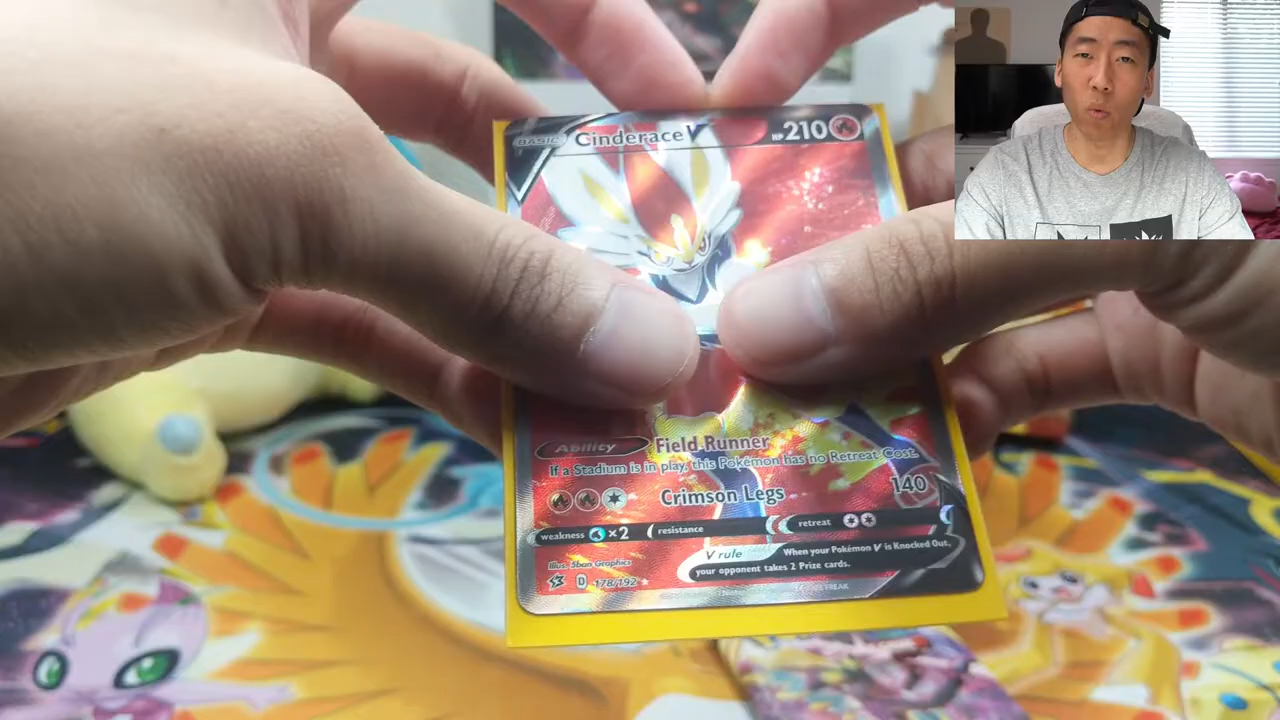 BASIC Cinderace V HP 210
Ability Field Runner
If a Stadium is in play, this Pokémon has no Retreat Cost.
Crimson Legs 140
weakness ×2 resistance retreat
V rule When your Pokémon V is Knocked Out,
your opponent takes 2 Prize cards.
Illus. 5ban Graphics
D 178/192